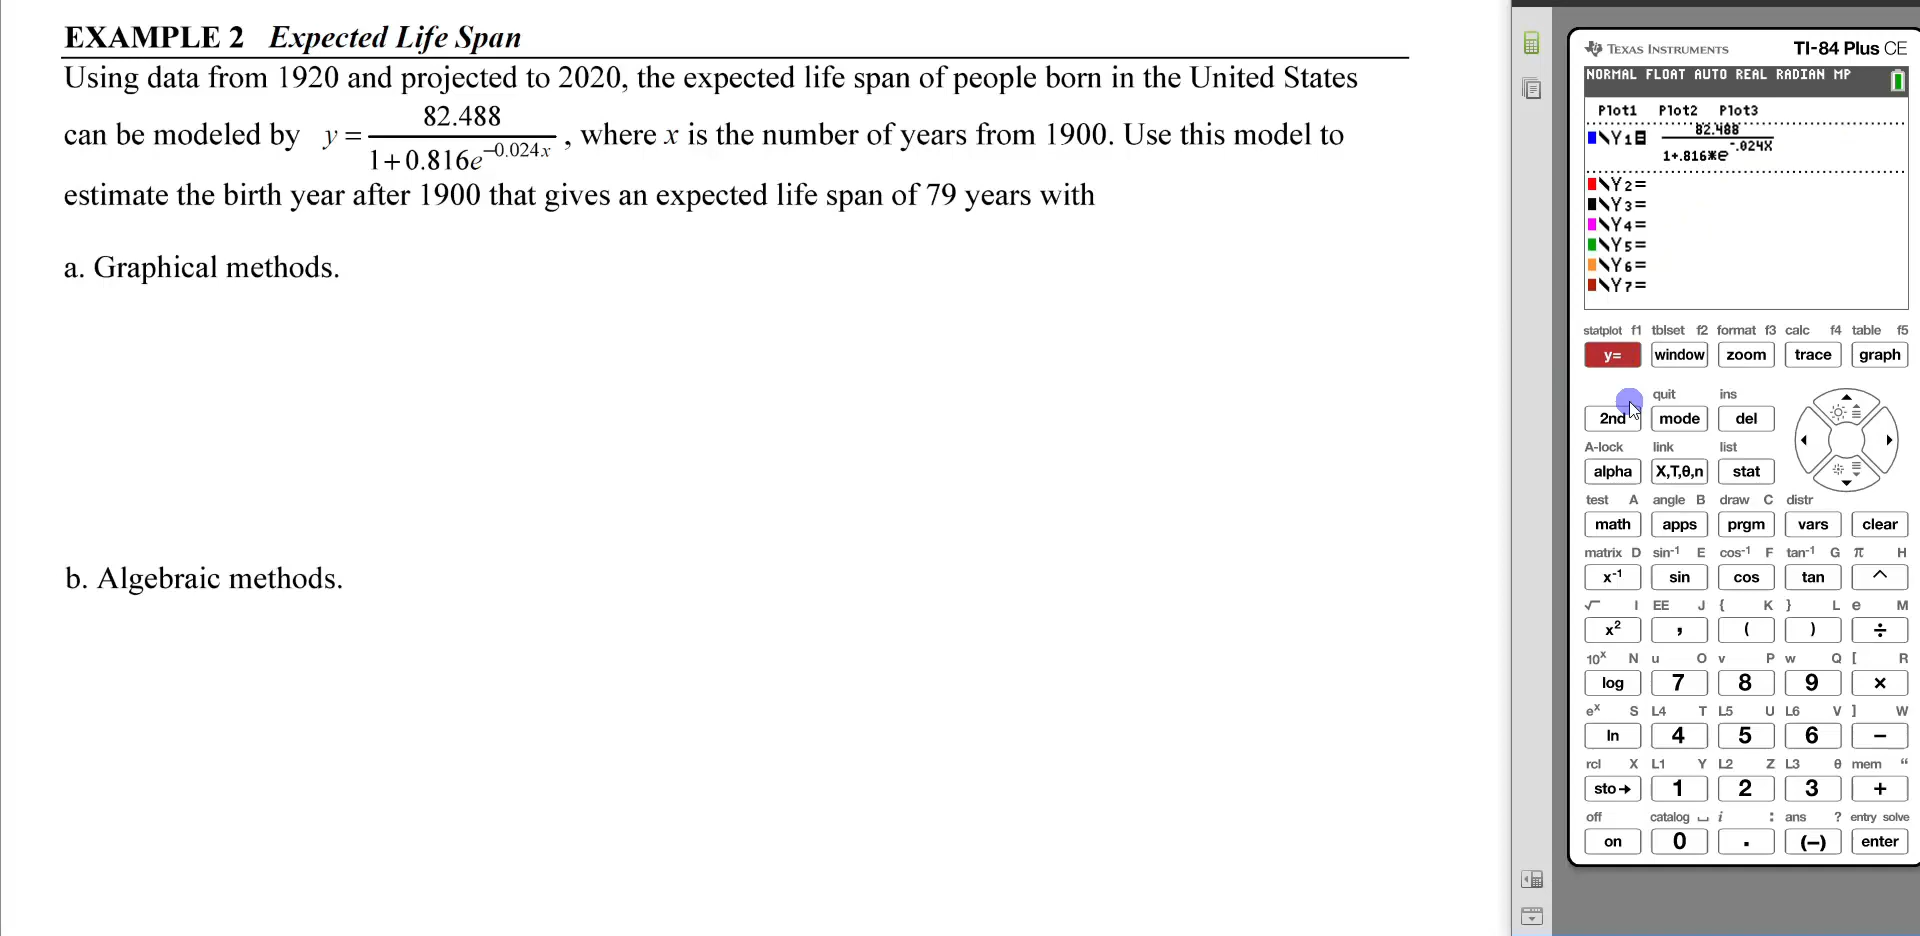 EXAMPLE 2 Expected Life Span
Using data from 1920 and projected to 2020, the expected life span of people born in the United States
can be modeled by y = 82.488 / (1+0.816e^(−0.024x)), where x is the number of years from 1900. Use this model to
estimate the birth year after 1900 that gives an expected life span of 79 years with
a. Graphical methods.
b. Algebraic methods.
TEXAS INSTRUMENTS TI-84 Plus CE
NORMAL FLOAT AUTO REAL RADIAN MP
Plot1 Plot2 Plot3
\Y1= 82.488 / (1+.816*e^(-.024X))
\Y2=
\Y3=
\Y4=
\Y5=
\Y6=
\Y7=
statplot f1 tblset f2 format f3 calc f4 table f5
y= window zoom trace graph
quit ins
2nd mode del
A-lock link list
alpha X,T,θ,n stat
test A angle B draw C distr
math apps prgm vars clear
matrix D sin⁻¹ E cos⁻¹ F tan⁻¹ G π H
x⁻¹ sin cos tan ^
√ I EE J { K } L e M
x² , ( ) ÷
10ˣ N u O v P w Q [ R
log 7 8 9 ×
eˣ S L4 T L5 U L6 V ] W
ln 4 5 6 −
rcl X L1 Y L2 Z L3 θ mem “
sto→ 1 2 3 +
off catalog ⎵ i : ans ? entry solve
on 0 . (−) enter